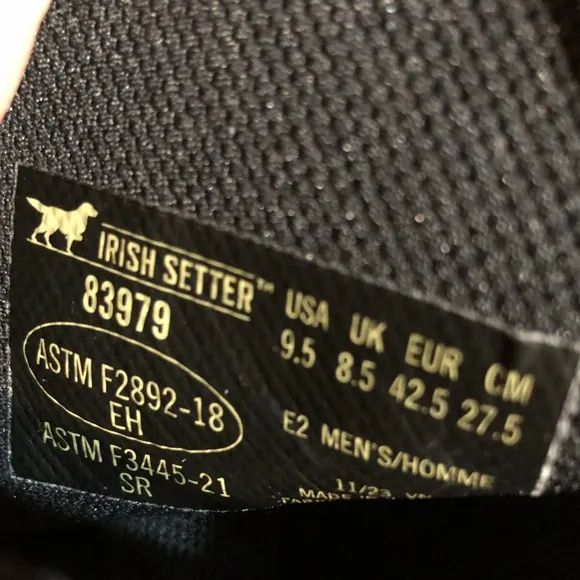 IRISH SETTER™
83979
ASTM F2892-18
EH
ASTM F3445-21
SR
USA UK EUR CM
9.5 8.5 42.5 27.5
E2 MEN'S/HOMME
11/23
MADE